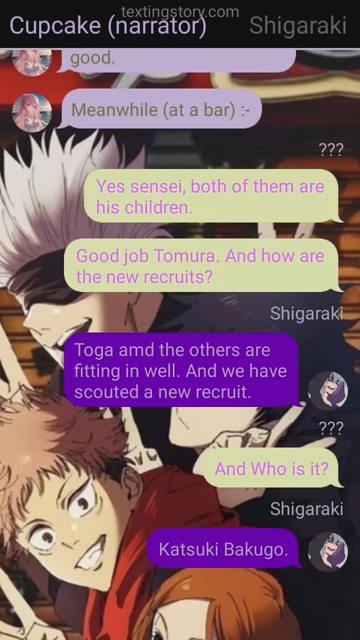 textingstory.com
Cupcake (narrator)
Shigaraki
good.
Meanwhile (at a bar) :-
???
Yes sensei, both of them are
his children.
Good job Tomura. And how are
the new recruits?
Shigaraki
Toga amd the others are
fitting in well. And we have
scouted a new recruit.
???
And Who is it?
Shigaraki
Katsuki Bakugo.